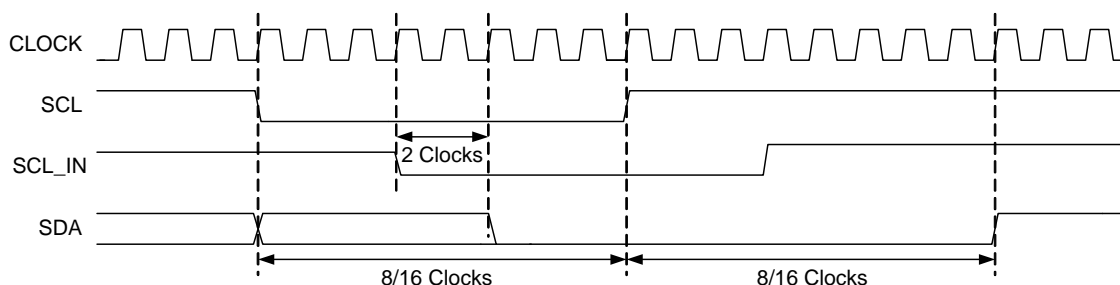 CLOCK
SCL
2 Clocks
SCL_IN
SDA
8/16 Clocks
8/16 Clocks